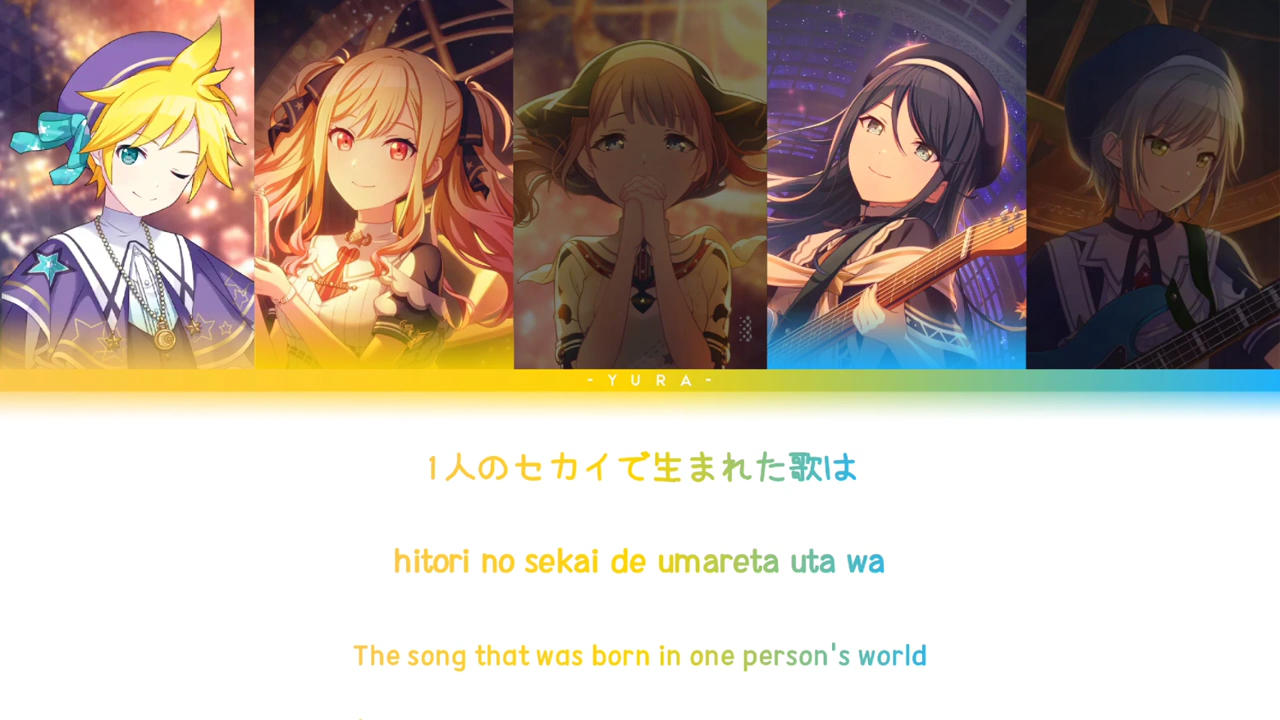 - Y U R A -
1人のセカイで生まれた歌は
hitori no sekai de umareta uta wa
The song that was born in one person's world